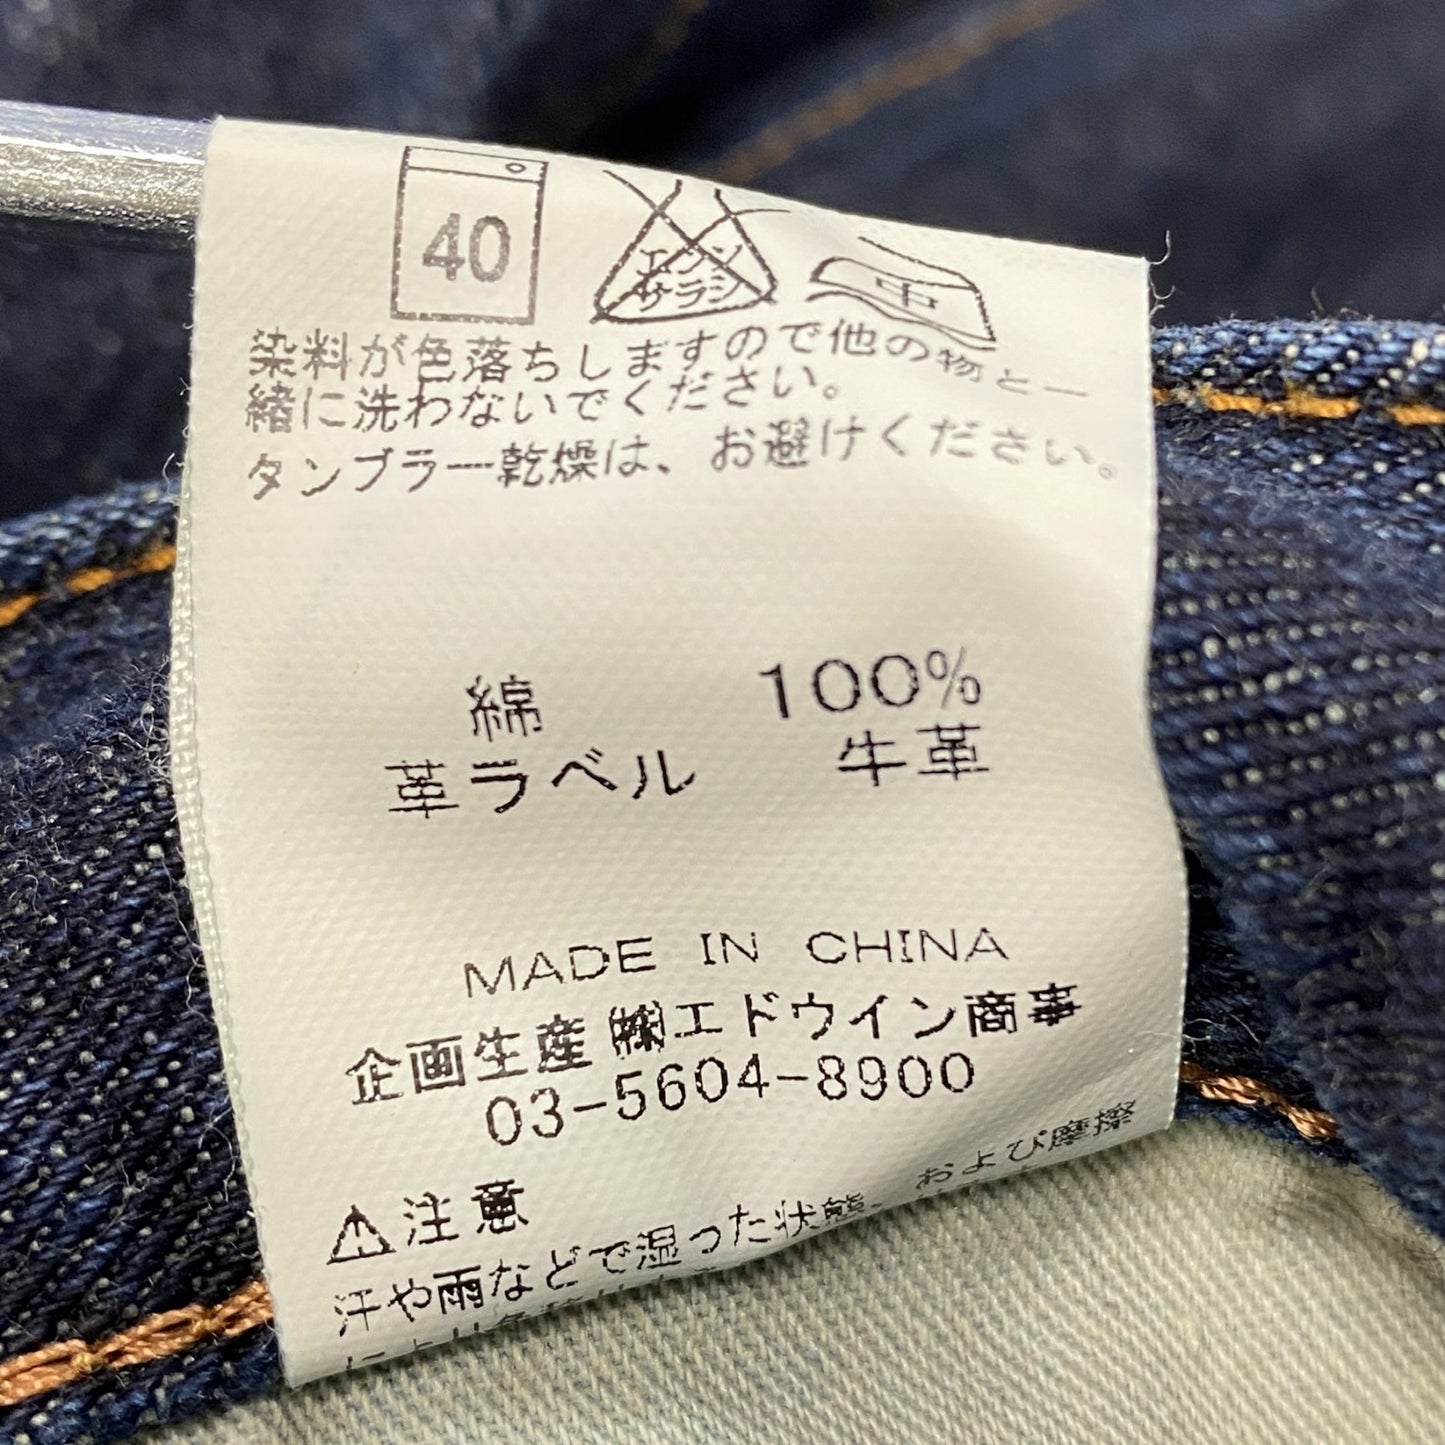 40
エンソ
サラシ
中
染料が色落ちしますので他の物と一
緒に洗わないでください。
タンブラー乾燥は、お避けください。
綿 100%
革ラベル 牛革
MADE IN CHINA
企画生産 ㈱エドウイン商事
03-5604-8900
⚠注意
汗や雨などで湿った状態、および摩擦